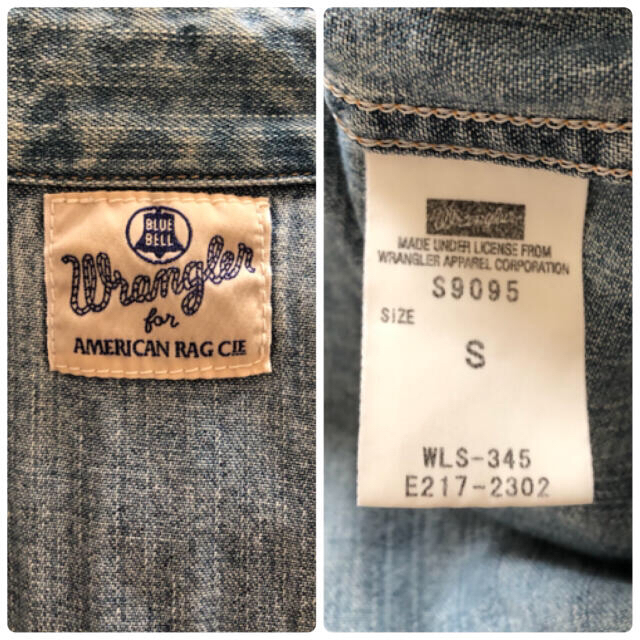 BLUE
BELL
Wrangler
for
AMERICAN RAG CIE
Wrangler
MADE UNDER LICENSE FROM
WRANGLER APPAREL CORPORATION
S9095
SIZE
S
WLS-345
E217-2302